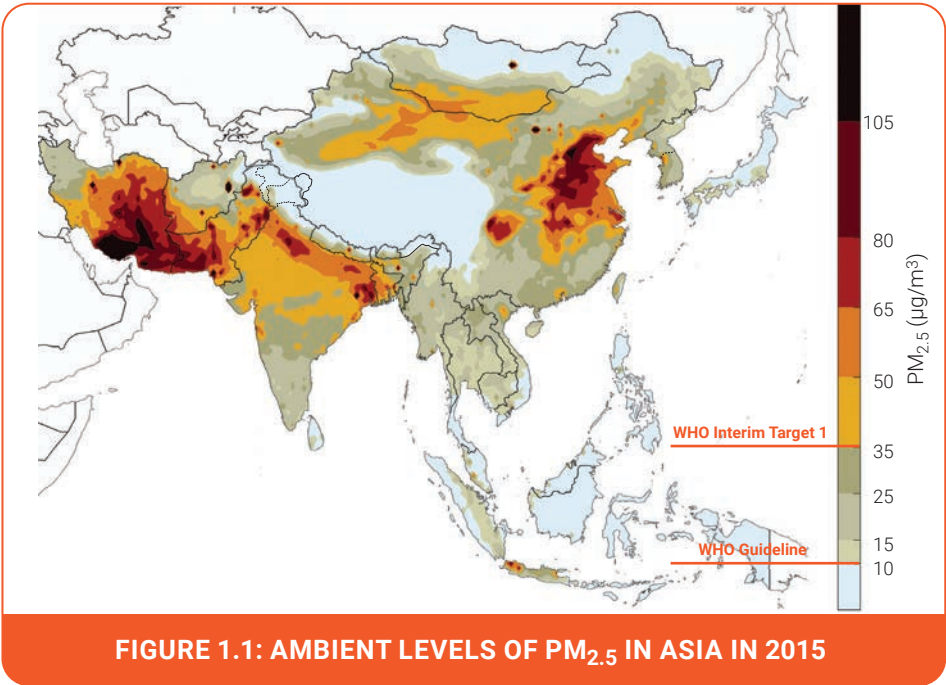 105
80
65
50
35
25
15
10
PM2.5 (µg/m³)
WHO Interim Target 1
WHO Guideline
FIGURE 1.1: AMBIENT LEVELS OF PM2.5 IN ASIA IN 2015